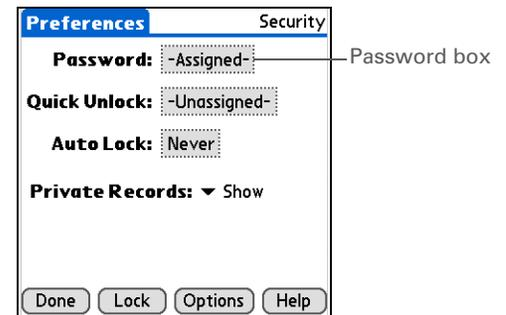 Preferences Security
Password: -Assigned- Password box
Quick Unlock: -Unassigned-
Auto Lock: Never
Private Records: Show
Done Lock Options Help